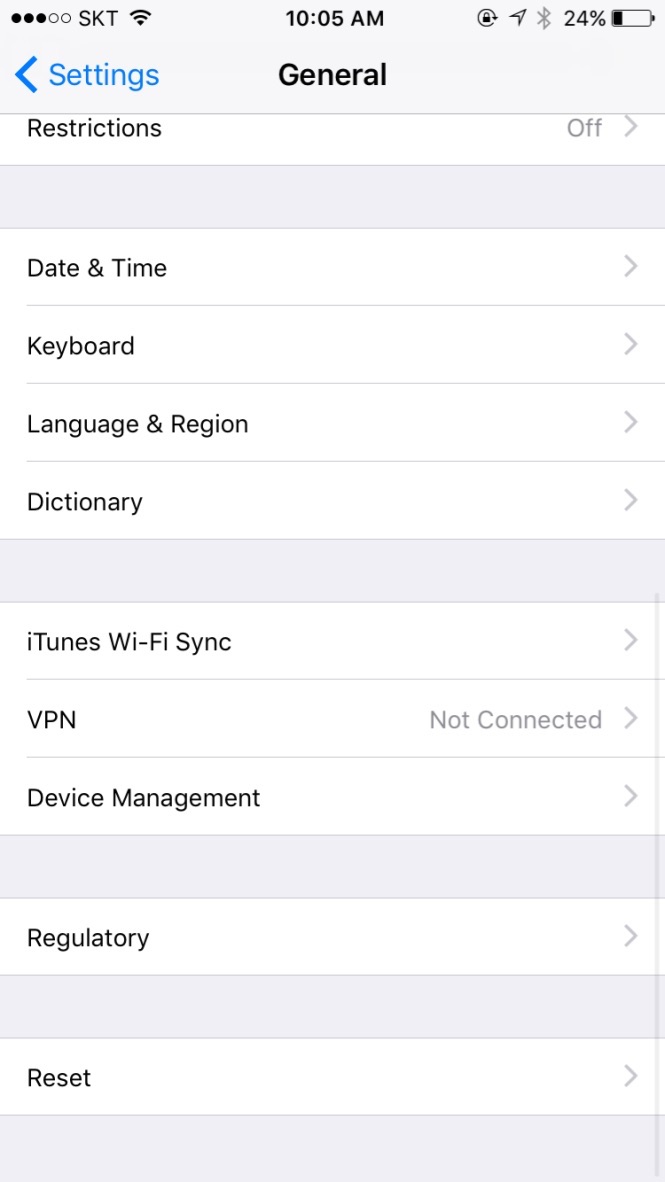 SKT 10:05 AM 24%
Settings General
Restrictions Off
Date & Time
Keyboard
Language & Region
Dictionary
iTunes Wi-Fi Sync
VPN Not Connected
Device Management
Regulatory
Reset